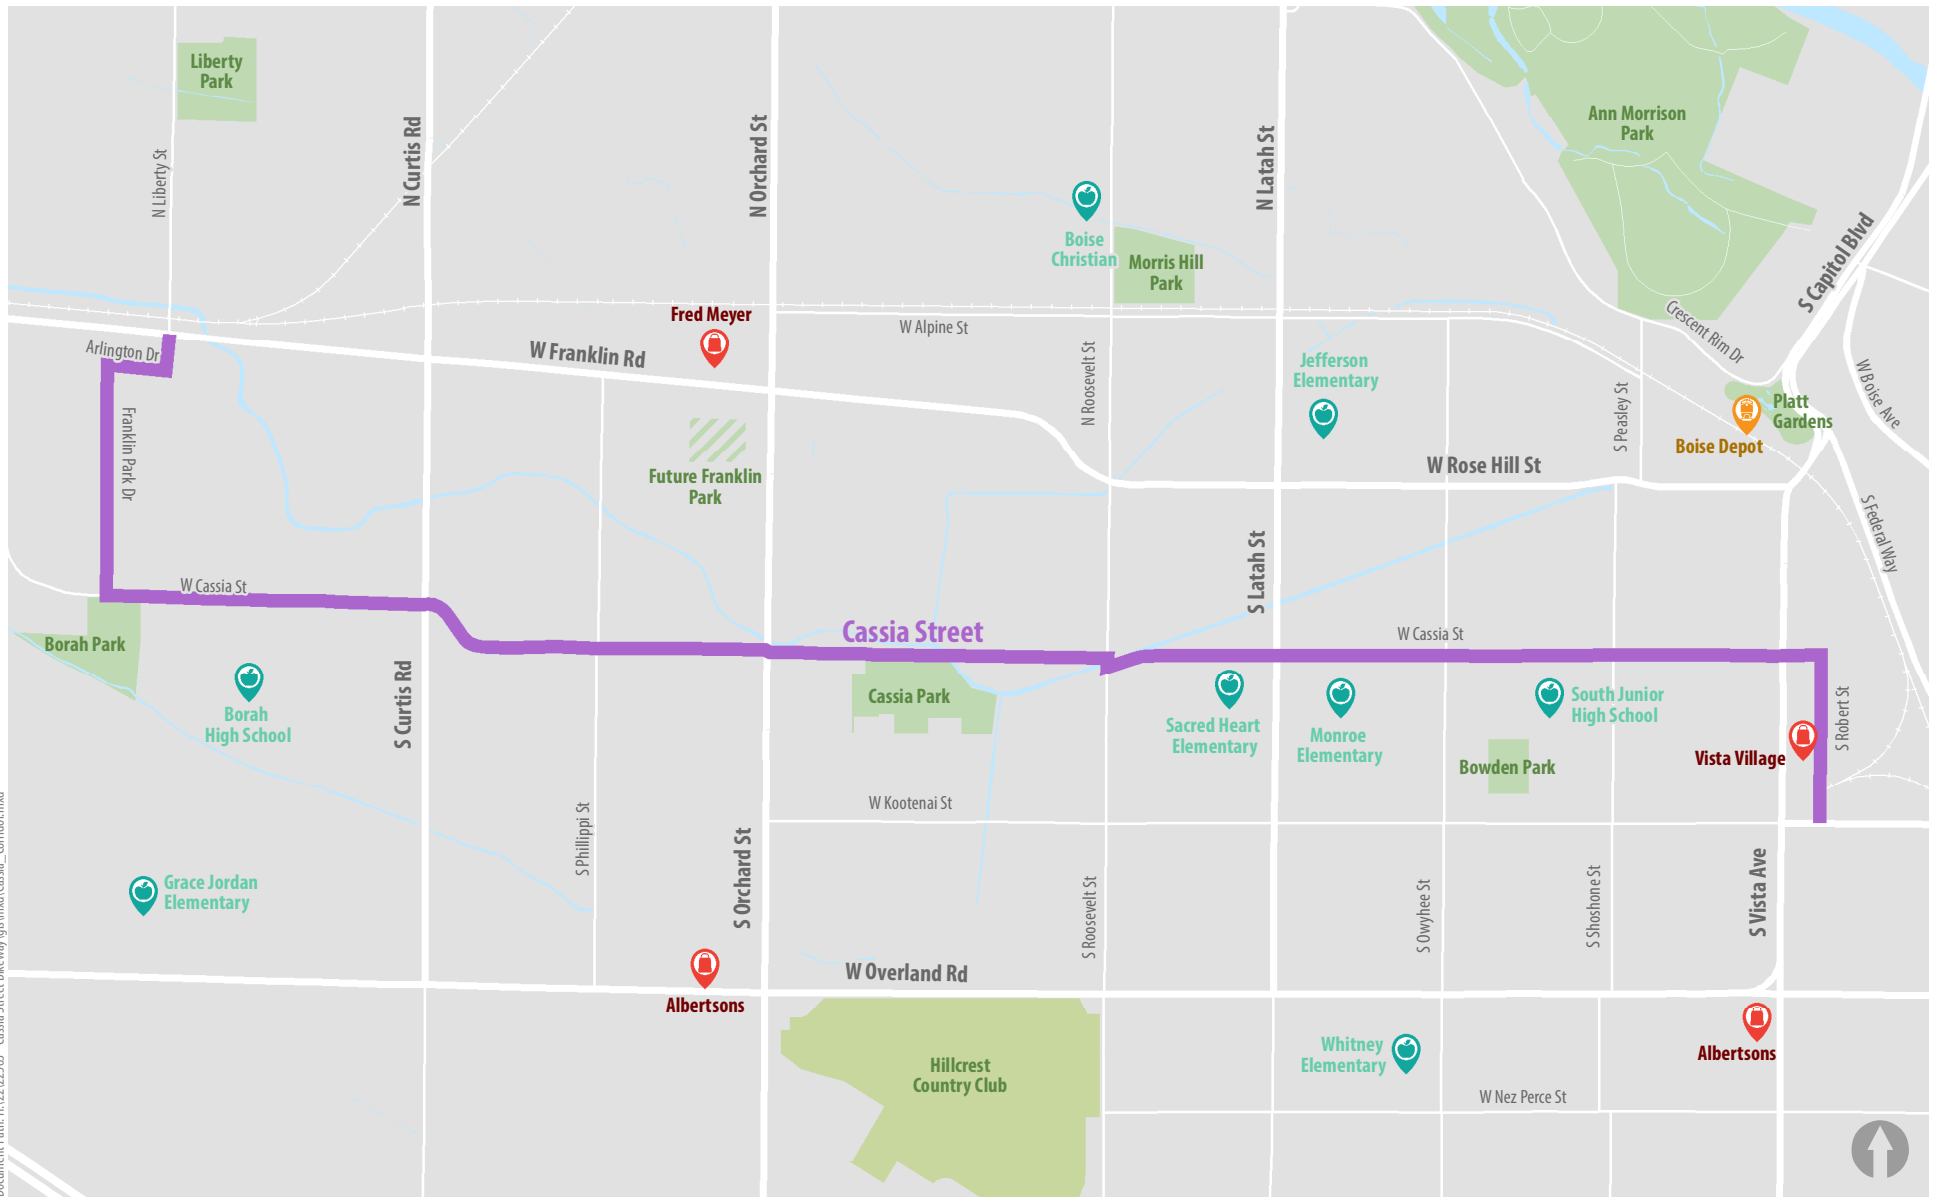 Liberty
Park
Ann Morrison
Park
N Liberty St
N Curtis Rd
N Orchard St
N Latah St
Boise
Christian
Morris Hill
Park
S Capitol Blvd
Fred Meyer
W Alpine St
Crescent Rim Dr
Arlington Dr
W Franklin Rd
N Roosevelt St
Jefferson
Elementary
S Peasley St
W Boise Ave
Platt
Gardens
Boise Depot
Franklin Park Dr
Future Franklin
Park
W Rose Hill St
S Federal Way
S Latah St
W Cassia St
Cassia Street
W Cassia St
Borah Park
S Curtis Rd
Cassia Park
Borah
High School
Sacred Heart
Elementary
Monroe
Elementary
South Junior
High School
S Robert St
Vista Village
Bowden Park
W Kootenai St
S Phillippi St
S Orchard St
Grace Jordan
Elementary
S Roosevelt St
S Owyhee St
S Shoshone St
S Vista Ave
W Overland Rd
Albertsons
Hillcrest
Country Club
Whitney
Elementary
Albertsons
W Nez Perce St